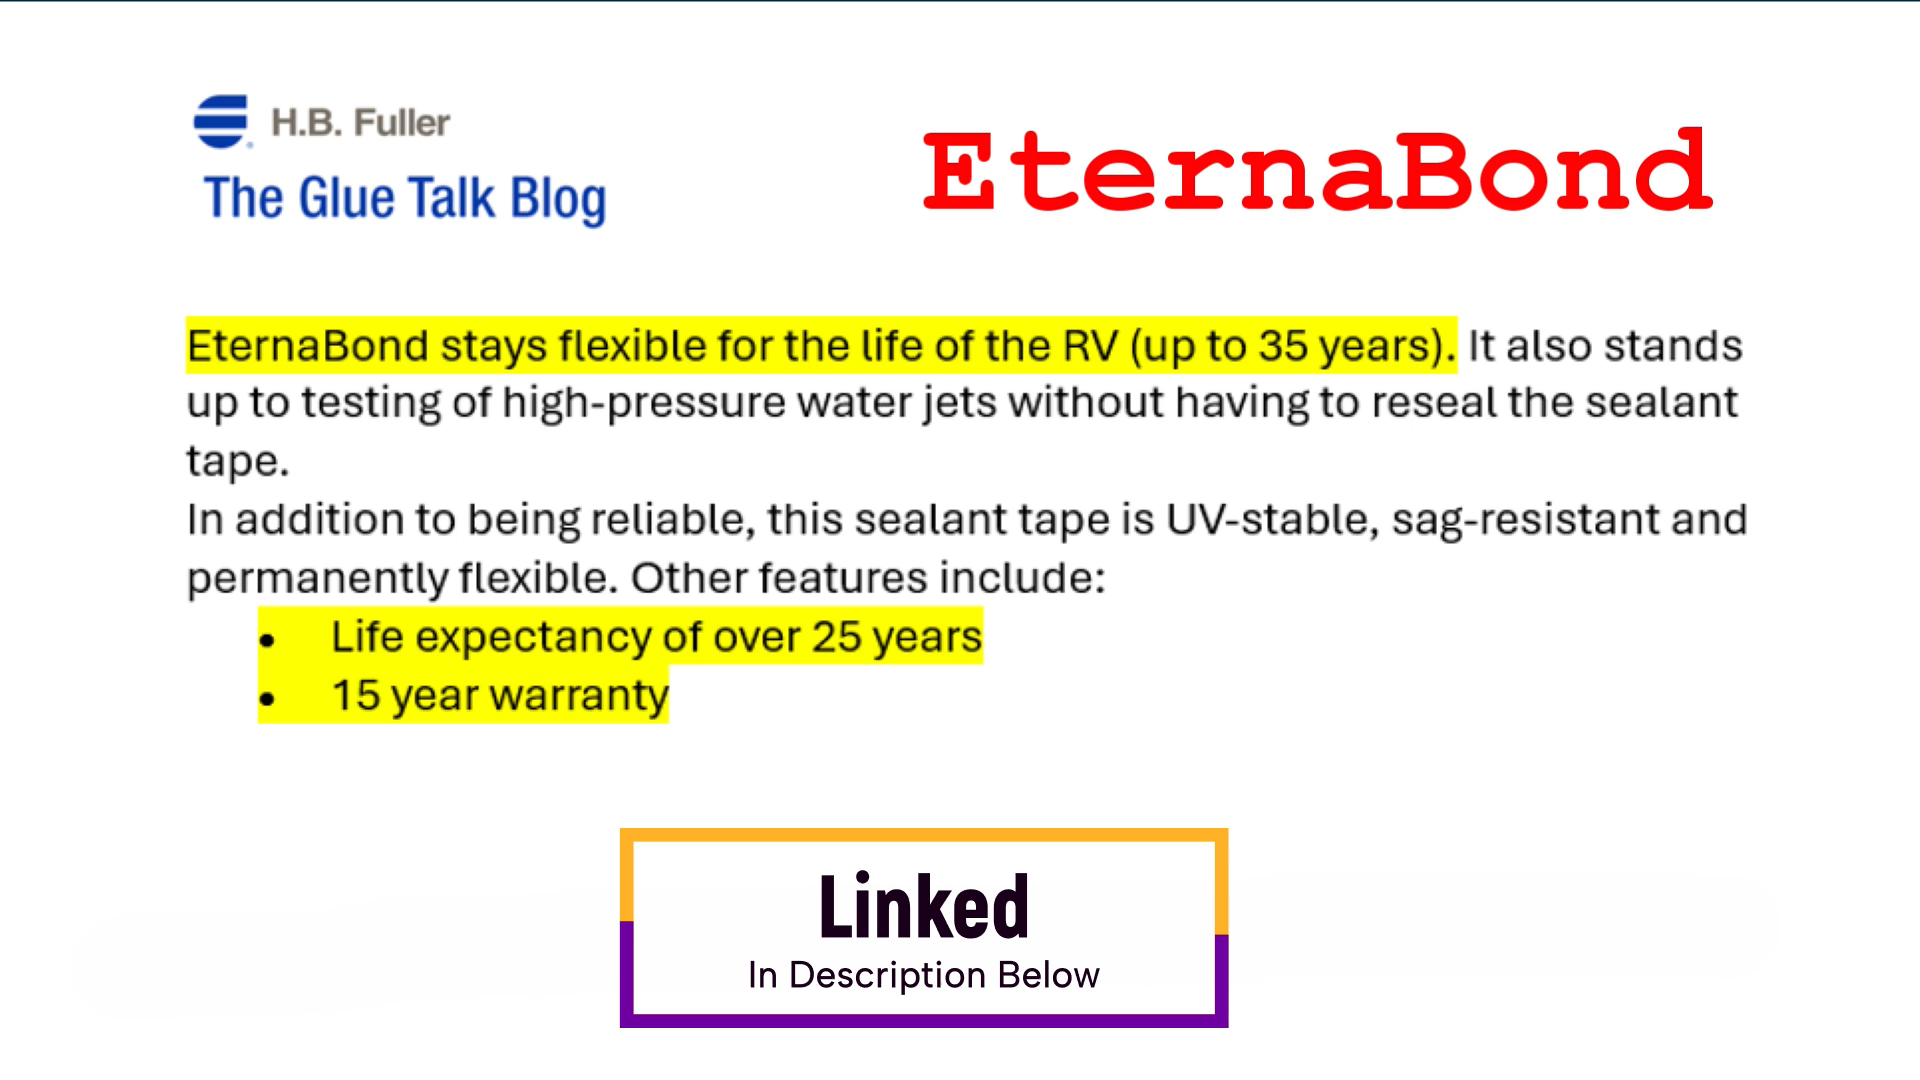 H.B. Fuller
The Glue Talk Blog
EternaBond
EternaBond stays flexible for the life of the RV (up to 35 years). It also stands
up to testing of high-pressure water jets without having to reseal the sealant
tape.
In addition to being reliable, this sealant tape is UV-stable, sag-resistant and
permanently flexible. Other features include:
• Life expectancy of over 25 years
• 15 year warranty
Linked
In Description Below